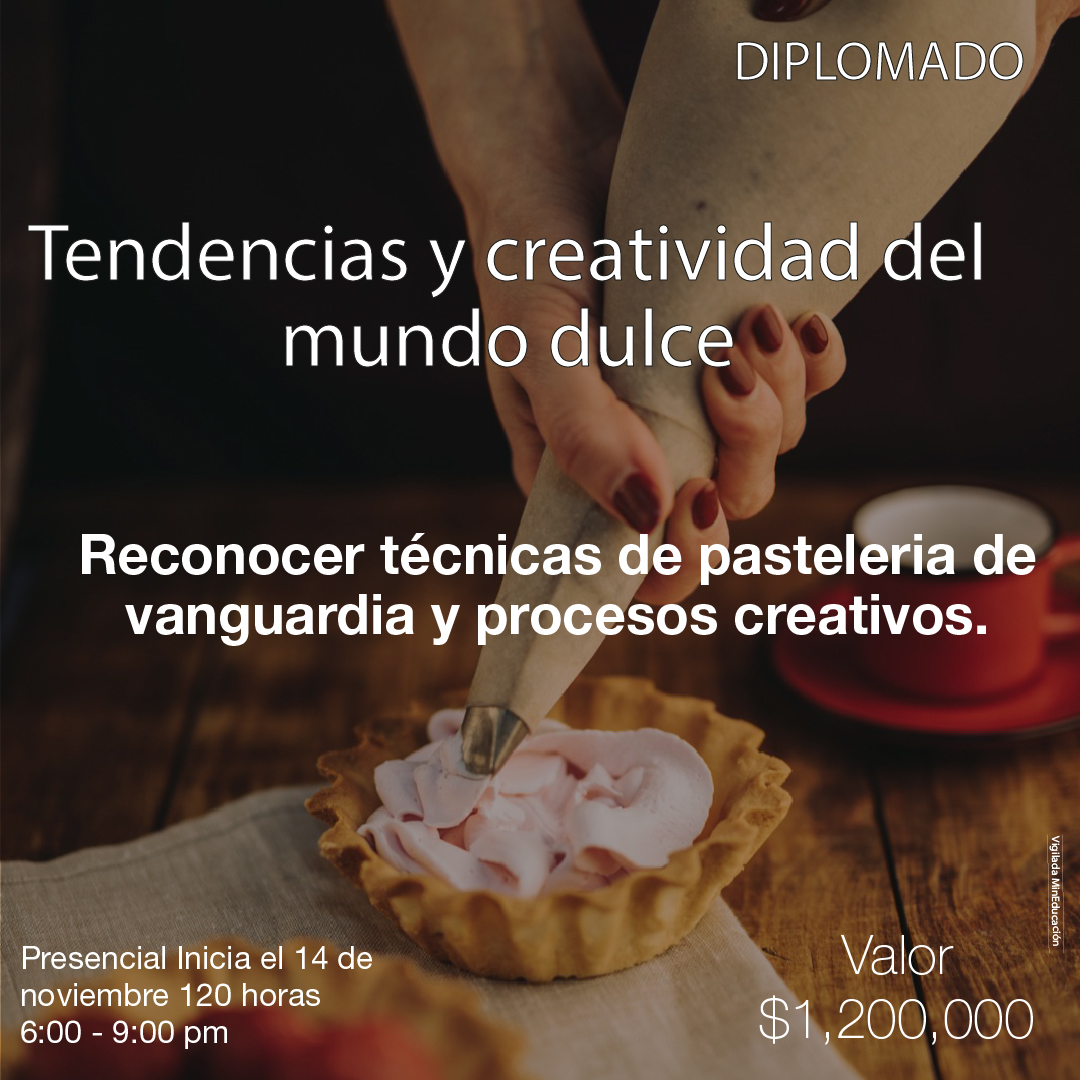 DIPLOMADO
Tendencias y creatividad del
mundo dulce
Reconocer técnicas de pasteleria de
vanguardia y procesos creativos.
Vigilada MinEducación
Presencial Inicia el 14 de
noviembre 120 horas
6:00 - 9:00 pm
Valor
$1,200,000